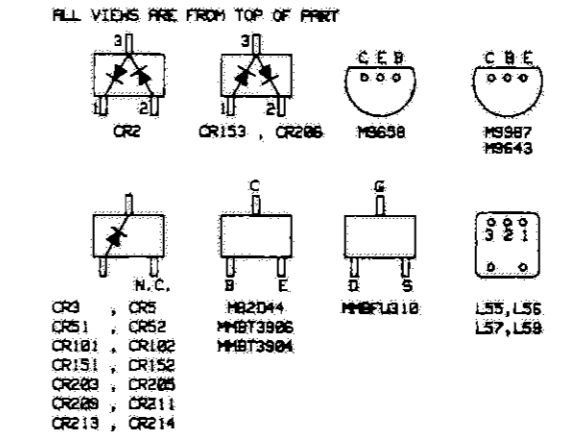 ALL VIEWS ARE FROM TOP OF PART
3 3 C E B C B E
1 2 1 2
CR2 CR153 , CR206 M9658 M9987
M9643
C G
3 2 1
N.C. B E D S
CR3 , CR5 MB2D44 L55,L56
CR51 , CR52 MMBT3906 L57,L58
CR101 , CR102 MMBT3904
CR151 , CR152
CR203 , CR205
CR209 , CR211
CR213 , CR214